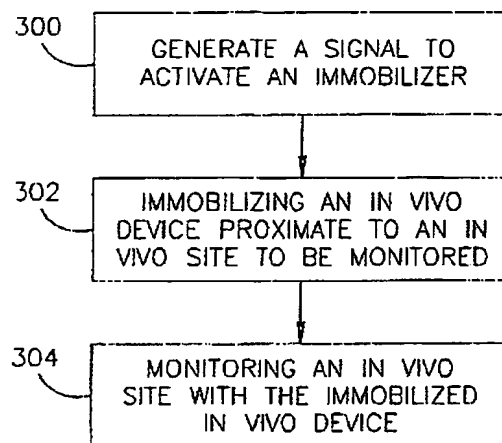 300
GENERATE A SIGNAL TO
ACTIVATE AN IMMOBILIZER
302
IMMOBILIZING AN IN VIVO
DEVICE PROXIMATE TO AN IN
VIVO SITE TO BE MONITORED
304
MONITORING AN IN VIVO
SITE WITH THE IMMOBILIZED
IN VIVO DEVICE